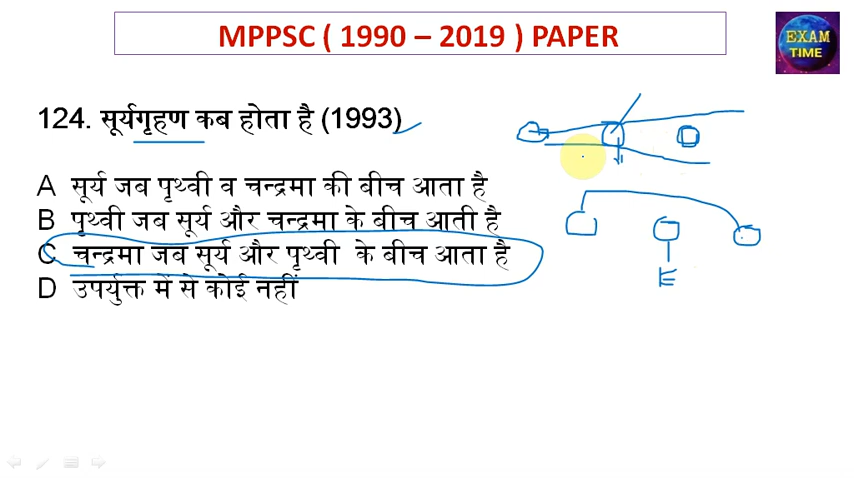 MPPSC ( 1990 – 2019 ) PAPER
EXAM
TIME
124. सूर्यगृहण कब होता है (1993)
A सूर्य जब पृथ्वी व चन्द्रमा की बीच आता है
B पृथ्वी जब सूर्य और चन्द्रमा के बीच आती है
C चन्द्रमा जब सूर्य और पृथ्वी के बीच आता है
D उपर्युक्त में से कोई नहीं